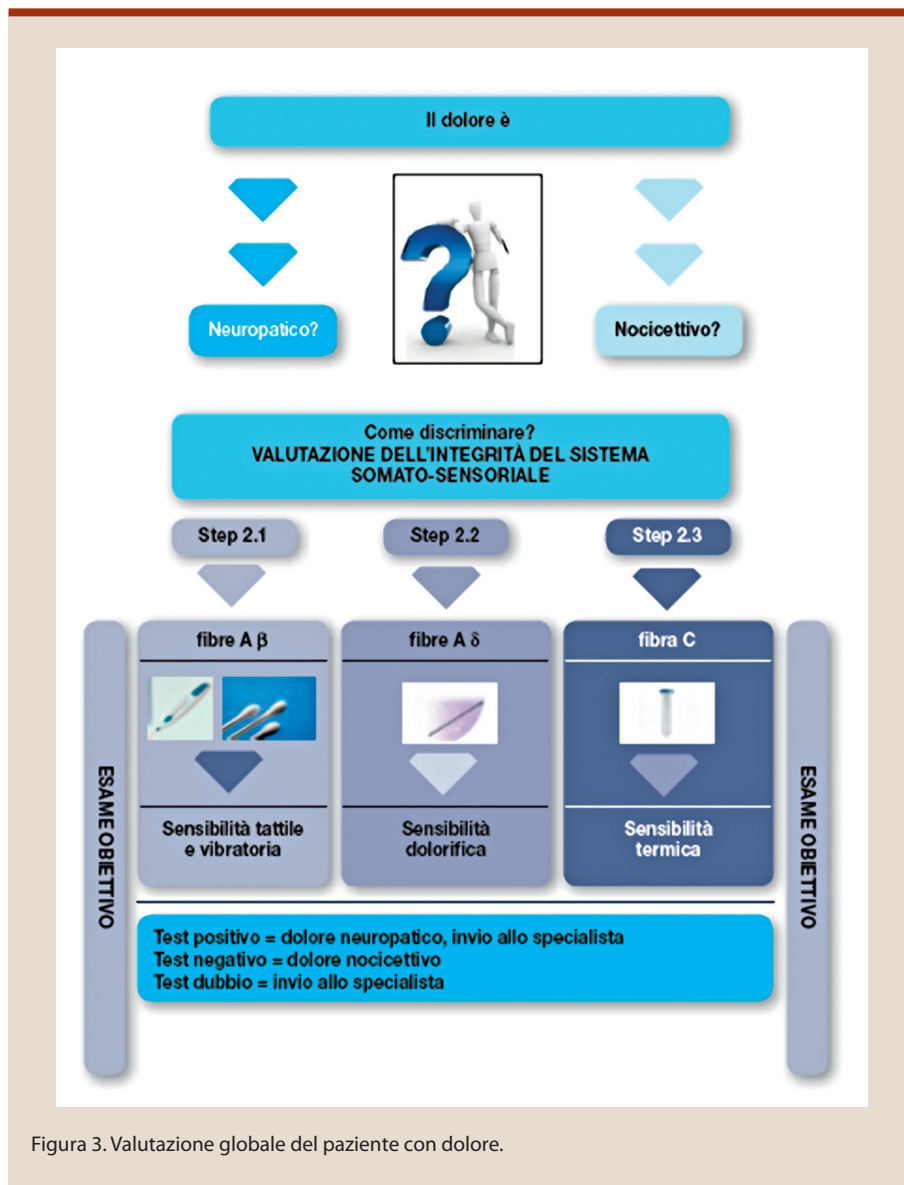 Il dolore è
Neuropatico?
Nocicettivo?
Come discriminare?
VALUTAZIONE DELL'INTEGRITÀ DEL SISTEMA
SOMATO-SENSORIALE
Step 2.1
Step 2.2
Step 2.3
fibre A β
fibre A δ
fibra C
Sensibilità tattile
e vibratoria
Sensibilità
dolorifica
Sensibilità
termica
ESAME OBIETTIVO
ESAME OBIETTIVO
Test positivo = dolore neuropatico, invio allo specialista
Test negativo = dolore nocicettivo
Test dubbio = invio allo specialista
Figura 3. Valutazione globale del paziente con dolore.